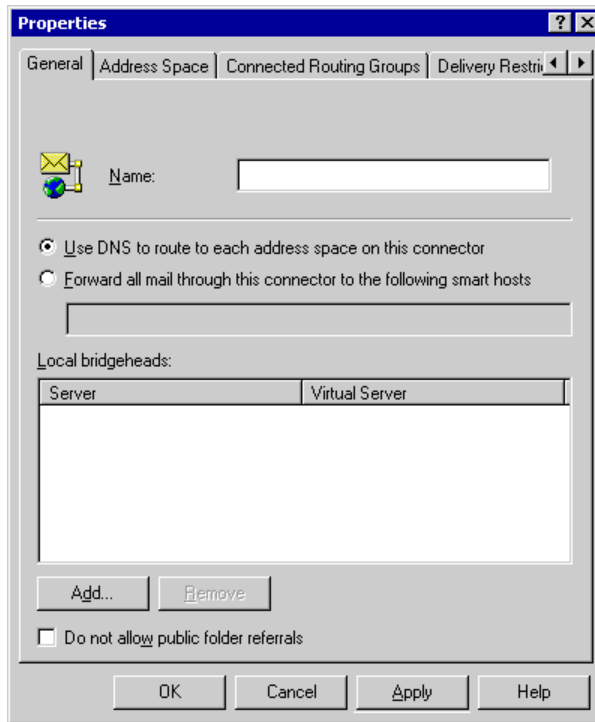 Properties
General Address Space Connected Routing Groups Delivery Restri
Name:
Use DNS to route to each address space on this connector
Forward all mail through this connector to the following smart hosts
Local bridgeheads:
Server Virtual Server
Add... Remove
Do not allow public folder referrals
OK Cancel Apply Help